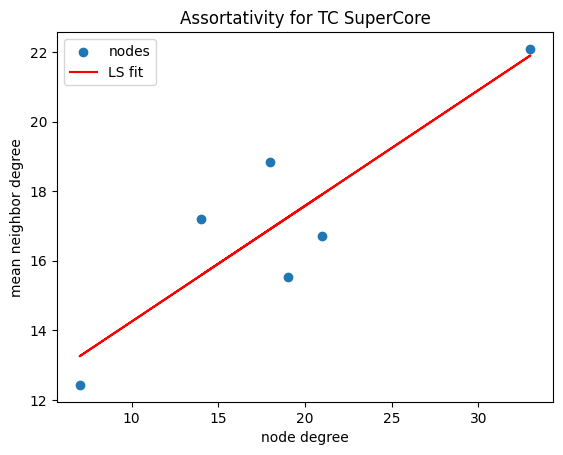 Assortativity for TC SuperCore
nodes
LS fit
mean neighbor degree
22
20
18
16
14
12
10
15
20
25
30
node degree